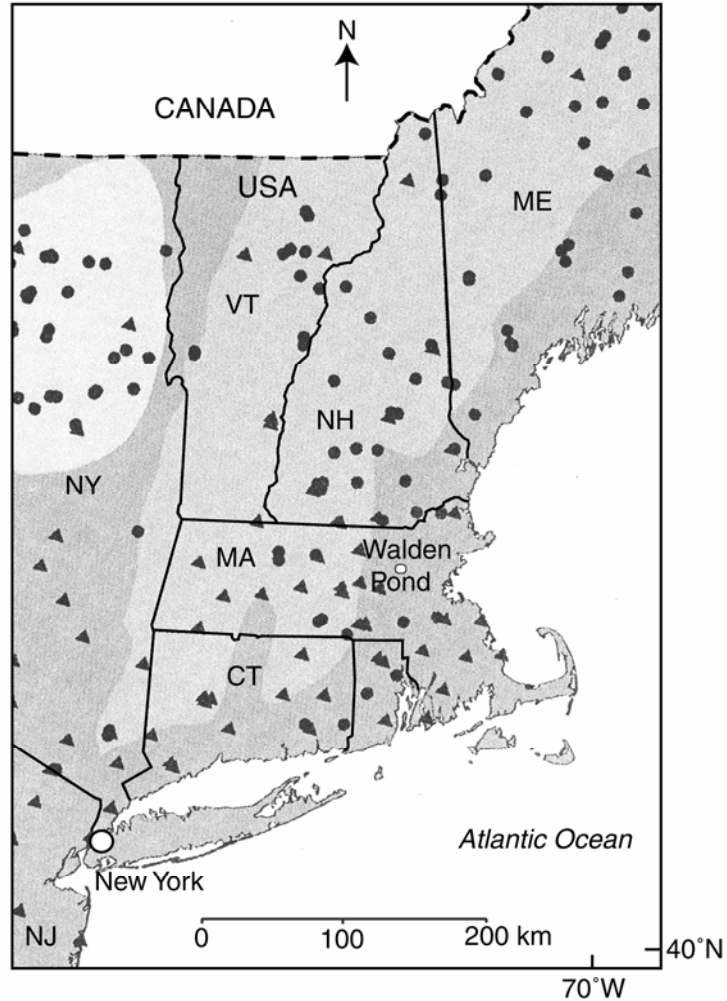 N
CANADA
USA
ME
VT
NH
NY
MA
Walden
Pond
CT
Atlantic Ocean
New York
NJ
0 100 200 km
40°N
70°W